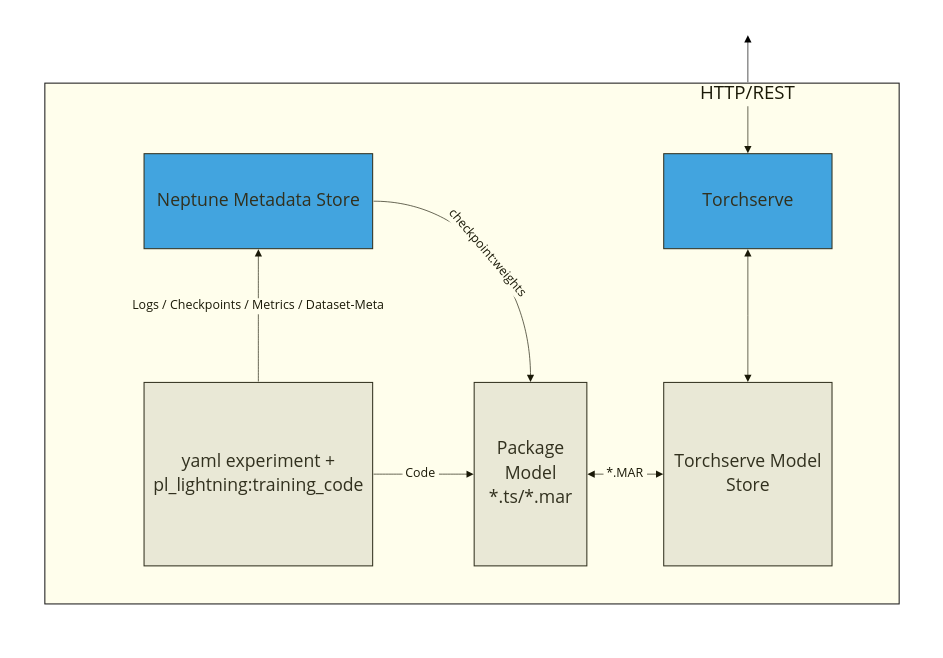 HTTP/REST
Neptune Metadata Store
Torchserve
checkpoint:weights
Logs / Checkpoints / Metrics / Dataset-Meta
yaml experiment +
pl_lightning:training_code
Code
Package
Model
*.ts/*.mar
*.MAR
Torchserve Model
Store